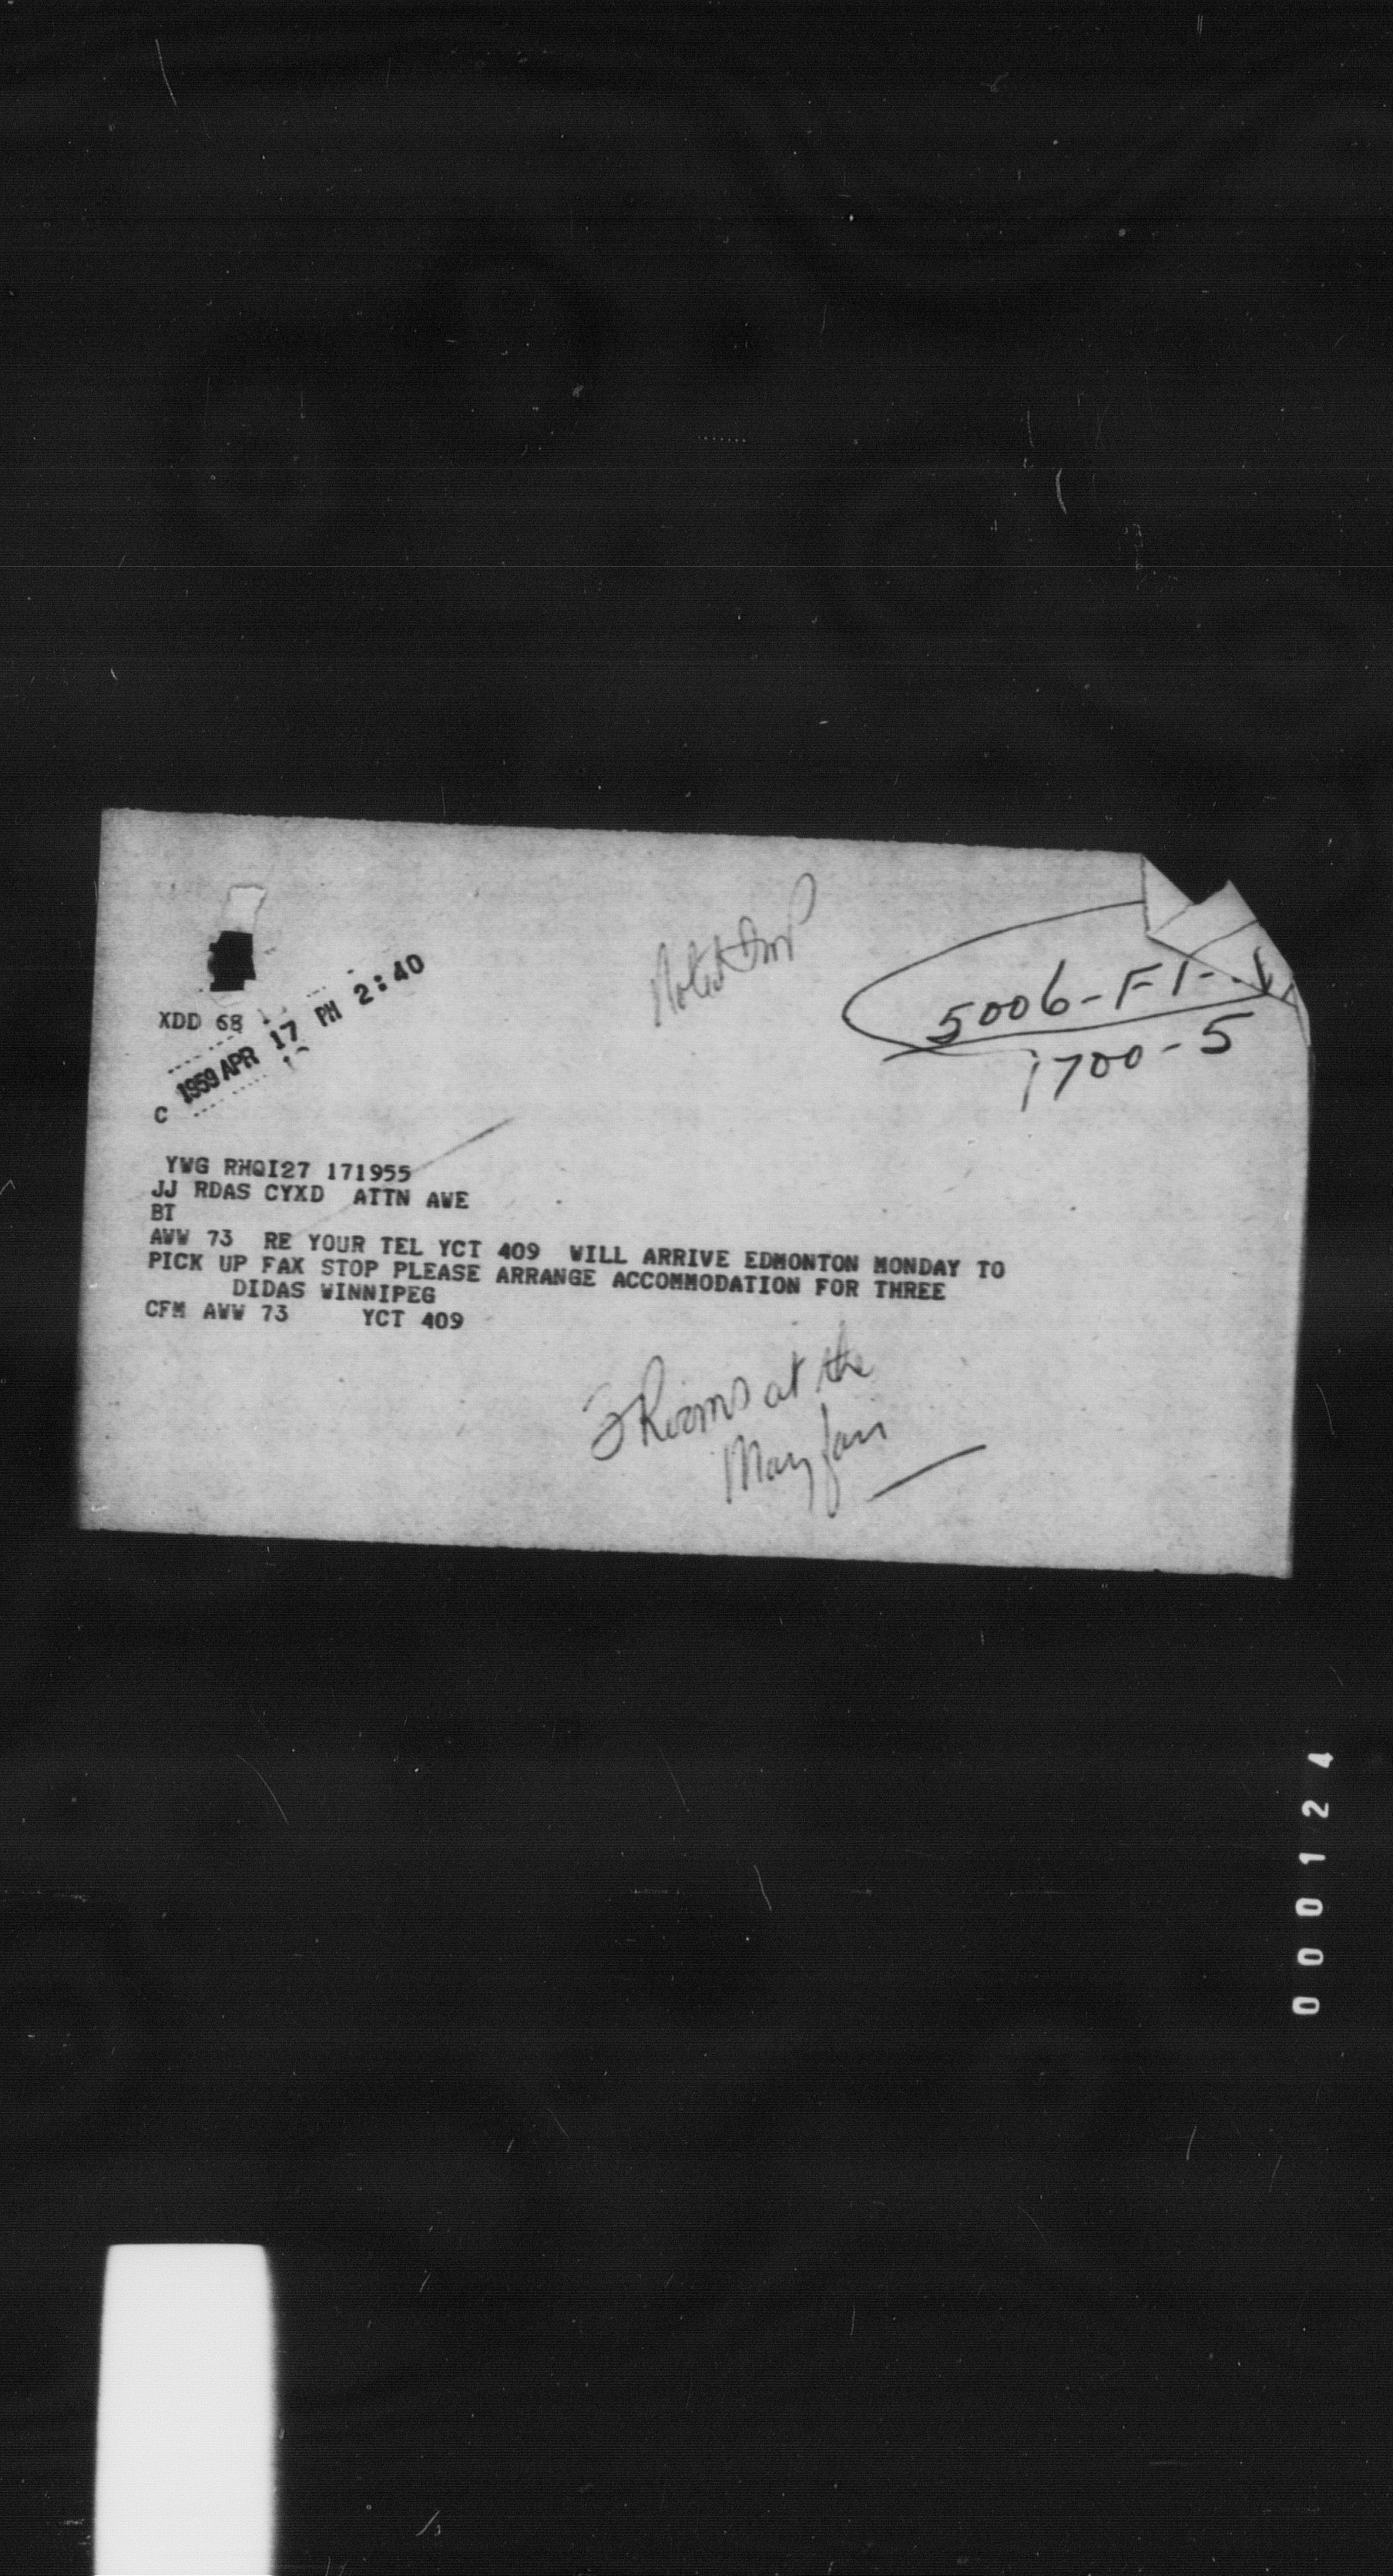 XDD 68
1959 APR 17 PM 2:40
C
Noted
5006-F1-
1700-5
YWG RHQI27 171955
JJ RDAS CYXD  ATTN AWE
BT
AWW 73  RE YOUR TEL YCT 409  WILL ARRIVE EDMONTON MONDAY TO
PICK UP FAX STOP PLEASE ARRANGE ACCOMMODATION FOR THREE
DIDAS WINNIPEG
CFM AWW 73     YCT 409
3 Rooms at the
Mayfair
000124